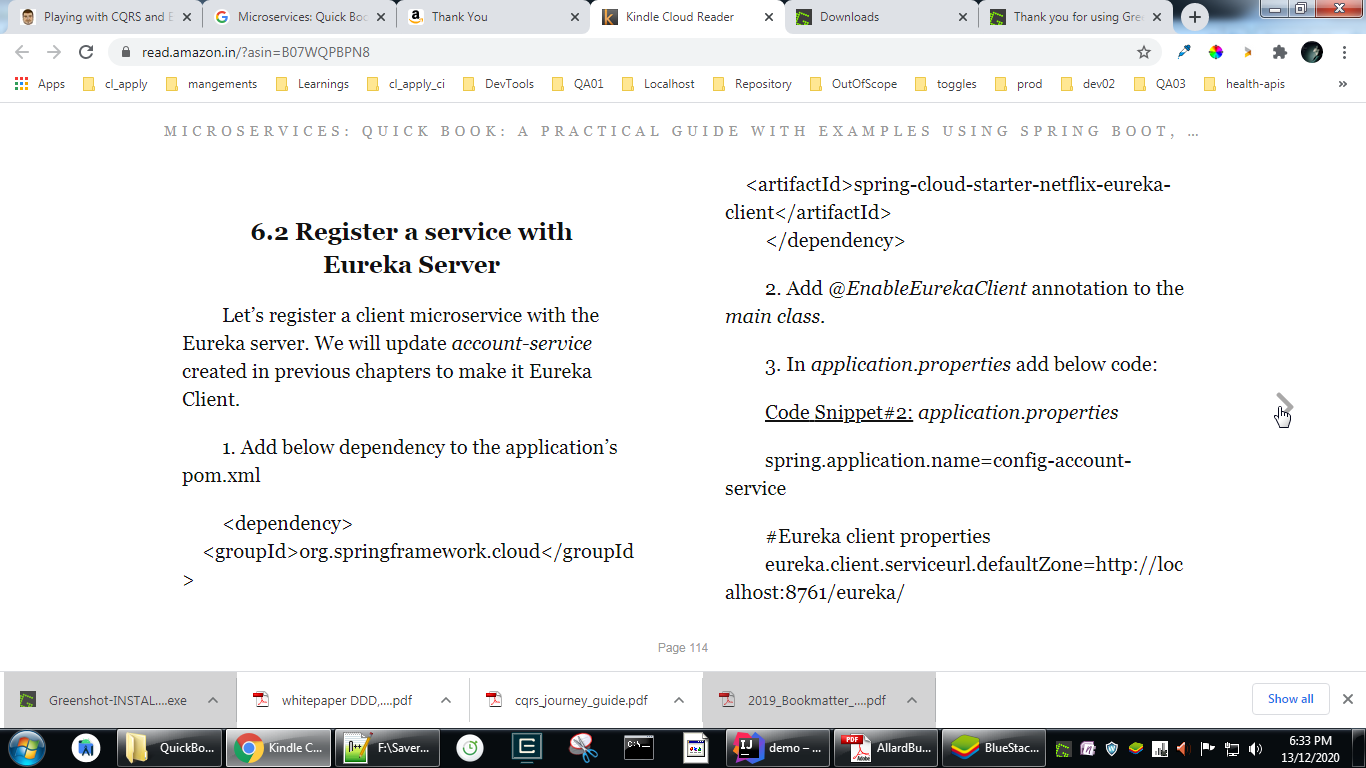 Playing with CQRS and E
Microservices: Quick Boo
Thank You
Kindle Cloud Reader
Downloads
Thank you for using Gre
read.amazon.in/?asin=B07WQPBPN8
Apps
cl_apply
mangements
Learnings
cl_apply_ci
DevTools
QA01
Localhost
Repository
OutOfScope
toggles
prod
dev02
QA03
health-apis
»
MICROSERVICES: QUICK BOOK: A PRACTICAL GUIDE WITH EXAMPLES USING SPRING BOOT, …
6.2 Register a service with
Eureka Server
Let’s register a client microservice with the
Eureka server. We will update account-service
created in previous chapters to make it Eureka
Client.
1. Add below dependency to the application’s
pom.xml
<dependency>
<groupId>org.springframework.cloud</groupId
>
<artifactId>spring-cloud-starter-netflix-eureka-
client</artifactId>
</dependency>
2. Add @EnableEurekaClient annotation to the
main class.
3. In application.properties add below code:
Code Snippet#2: application.properties
spring.application.name=config-account-
service
#Eureka client properties
eureka.client.serviceurl.defaultZone=http://loc
alhost:8761/eureka/
Page 114
Greenshot-INSTAL....exe
whitepaper DDD,....pdf
cqrs_journey_guide.pdf
2019_Bookmatter_....pdf
Show all
QuickBo...
Kindle C...
F:\Saver...
demo – ...
AllardBu...
BlueStac...
6:33 PM
13/12/2020